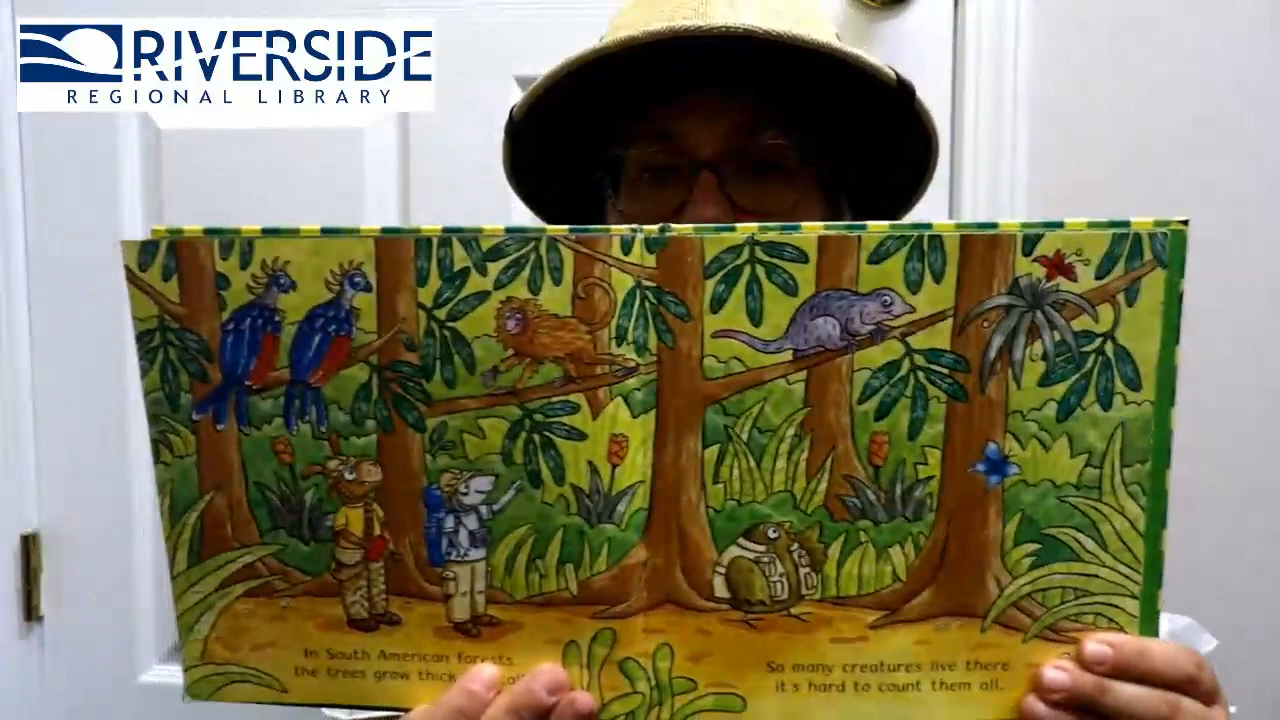 RIVERSIDE
REGIONAL LIBRARY
In South American forests
the trees grow thick
So many creatures live there
it's hard to count them all.